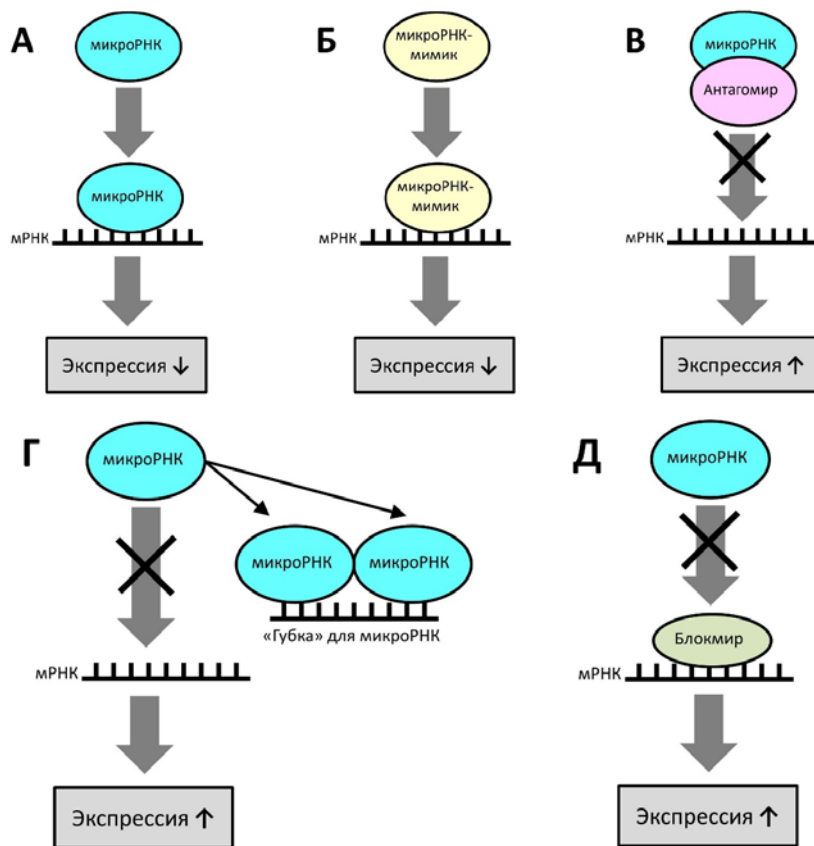 А
микроРНК
микроРНК
мРНК
Экспрессия ↓
Б
микроРНК-
мимик
микроРНК-
мимик
мРНК
Экспрессия ↓
В
микроРНК
Антагомир
мРНК
Экспрессия ↑
Г
микроРНК
микроРНК
микроРНК
«Губка» для микроРНК
мРНК
Экспрессия ↑
Д
микроРНК
Блокмир
мРНК
Экспрессия ↑